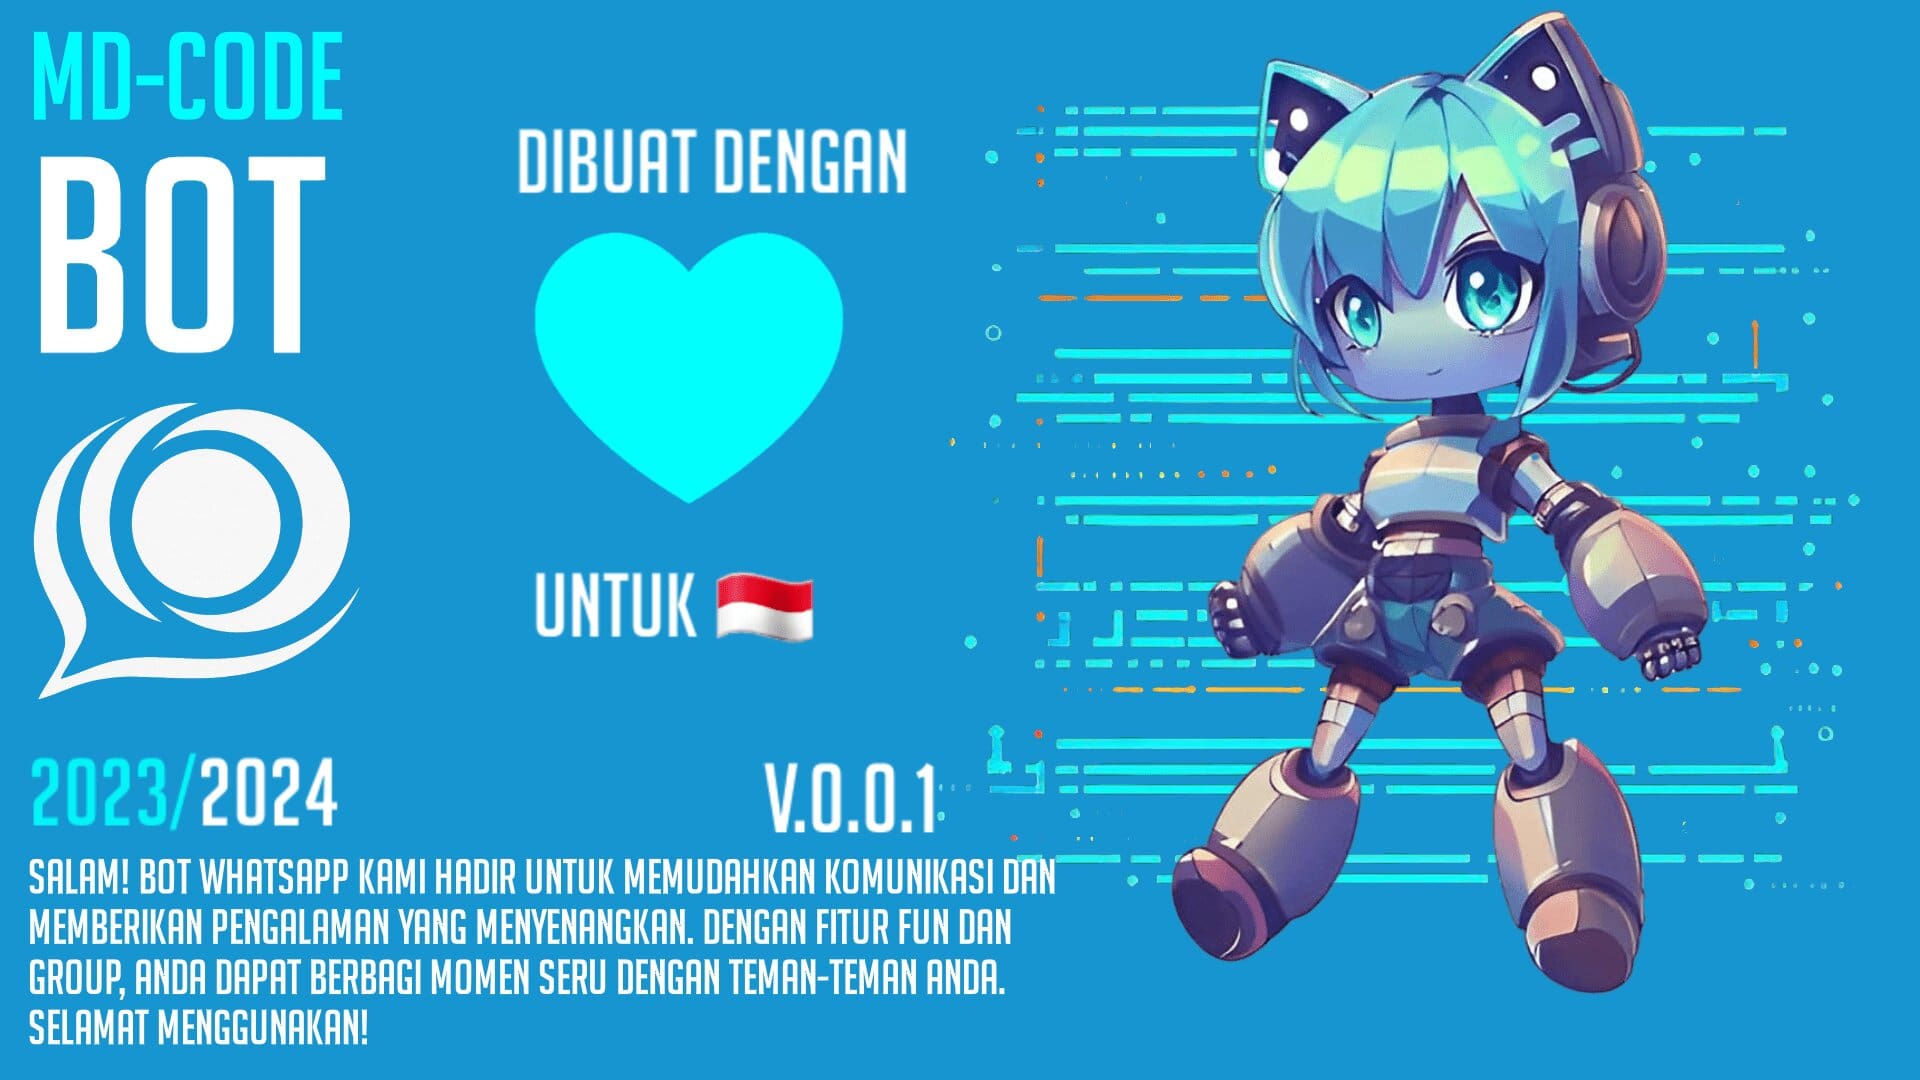 MD-CODE
BOT
DIBUAT DENGAN
UNTUK
2023/2024
V.0.0.1
SALAM! BOT WHATSAPP KAMI HADIR UNTUK MEMUDAHKAN KOMUNIKASI DAN
MEMBERIKAN PENGALAMAN YANG MENYENANGKAN. DENGAN FITUR FUN DAN
GROUP, ANDA DAPAT BERBAGI MOMEN SERU DENGAN TEMAN-TEMAN ANDA.
SELAMAT MENGGUNAKAN!